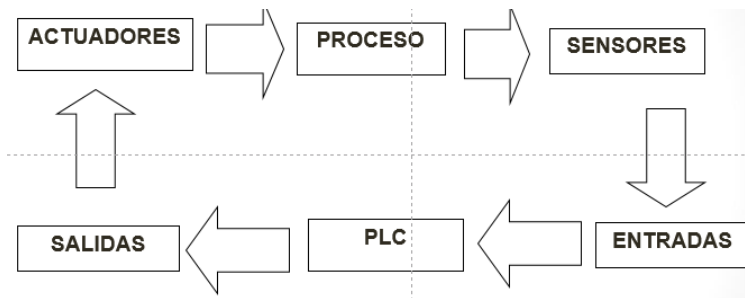 ACTUADORES
PROCESO
SENSORES
SALIDAS
PLC
ENTRADAS